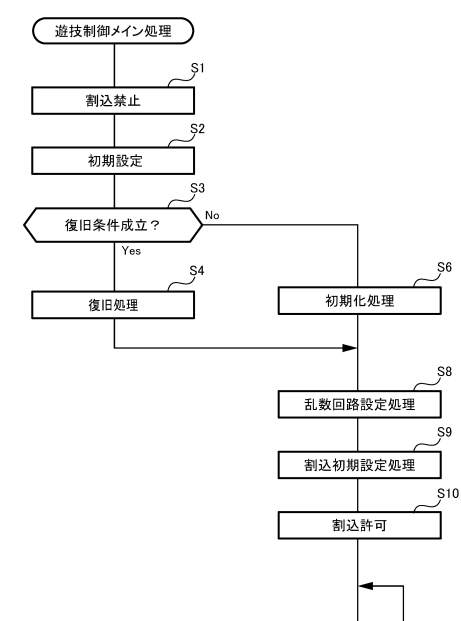 遊技制御メイン処理
S1
割込禁止
S2
初期設定
S3
復旧条件成立？
No
Yes
S4
復旧処理
S6
初期化処理
S8
乱数回路設定処理
S9
割込初期設定処理
S10
割込許可